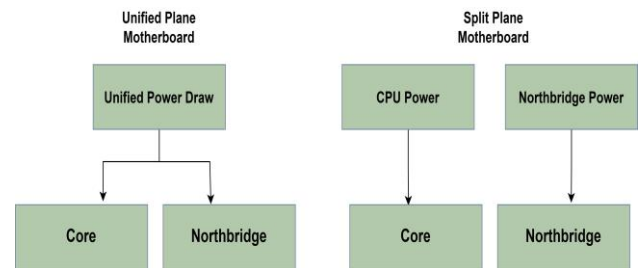 Unified Plane
Motherboard
Split Plane
Motherboard
Unified Power Draw
CPU Power
Northbridge Power
Core
Northbridge
Core
Northbridge